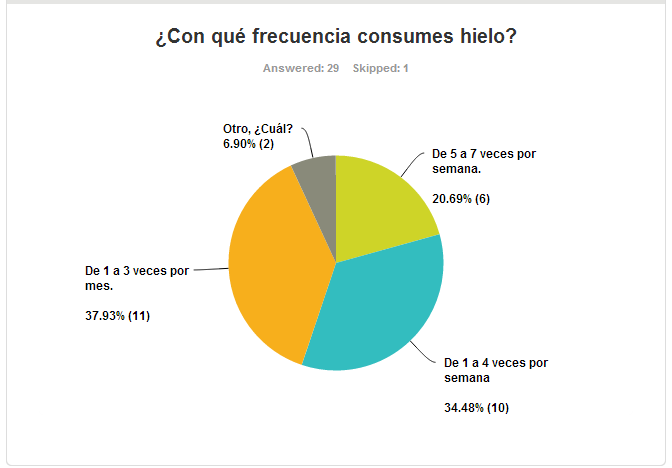 ¿Con qué frecuencia consumes hielo?
Answered: 29 Skipped: 1
Otro, ¿Cuál?
6.90% (2)
De 5 a 7 veces por
semana.
20.69% (6)
De 1 a 3 veces por
mes.
37.93% (11)
De 1 a 4 veces por
semana
34.48% (10)